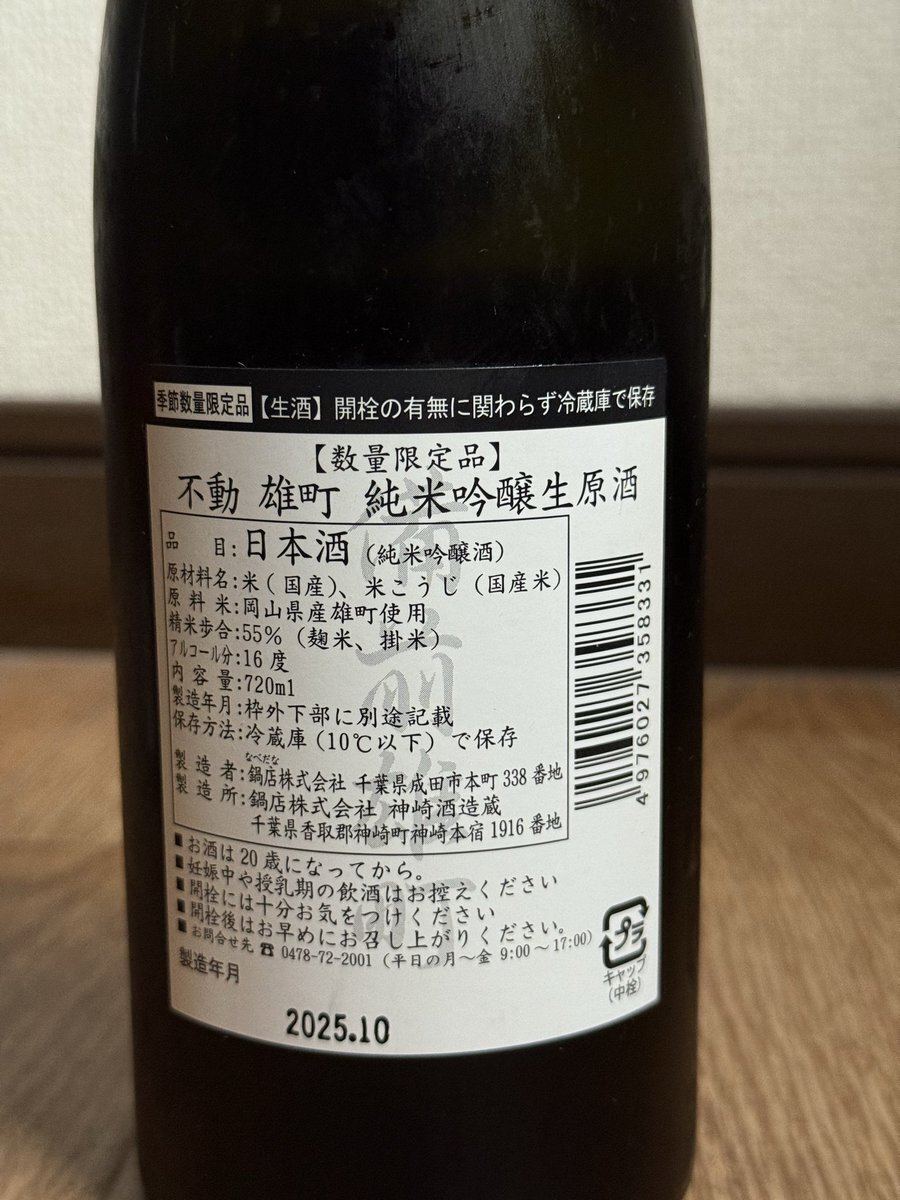 季節数量限定品【生酒】開栓の有無に関わらず冷蔵庫で保存
【数量限定品】
不動 雄町 純米吟醸生原酒
備前雄町
品 目:日本酒(純米吟醸酒)
原材料名:米(国産)、米こうじ(国産米)
原料米:岡山県産雄町使用
精米歩合:55%(麹米、掛米)
アルコール分:16度
内容量:720ml
製造年月:枠外下部に別途記載
保存方法:冷蔵庫(10℃以下)で保存
なべだな
製造者:鍋店株式会社 千葉県成田市本町338番地
製造所:鍋店株式会社 神崎酒造蔵
千葉県香取郡神崎町神崎本宿1916番地
4 976027 358331
■お酒は20歳になってから。
■妊娠中や授乳期の飲酒はお控えください
■開栓には十分お気をつけください
■開栓後はお早めにお召し上がりください。
■お問合せ先 ☎ 0478-72-2001(平日の月～金 9:00～17:00)
プラ
キャップ
(中栓)
製造年月
2025.10